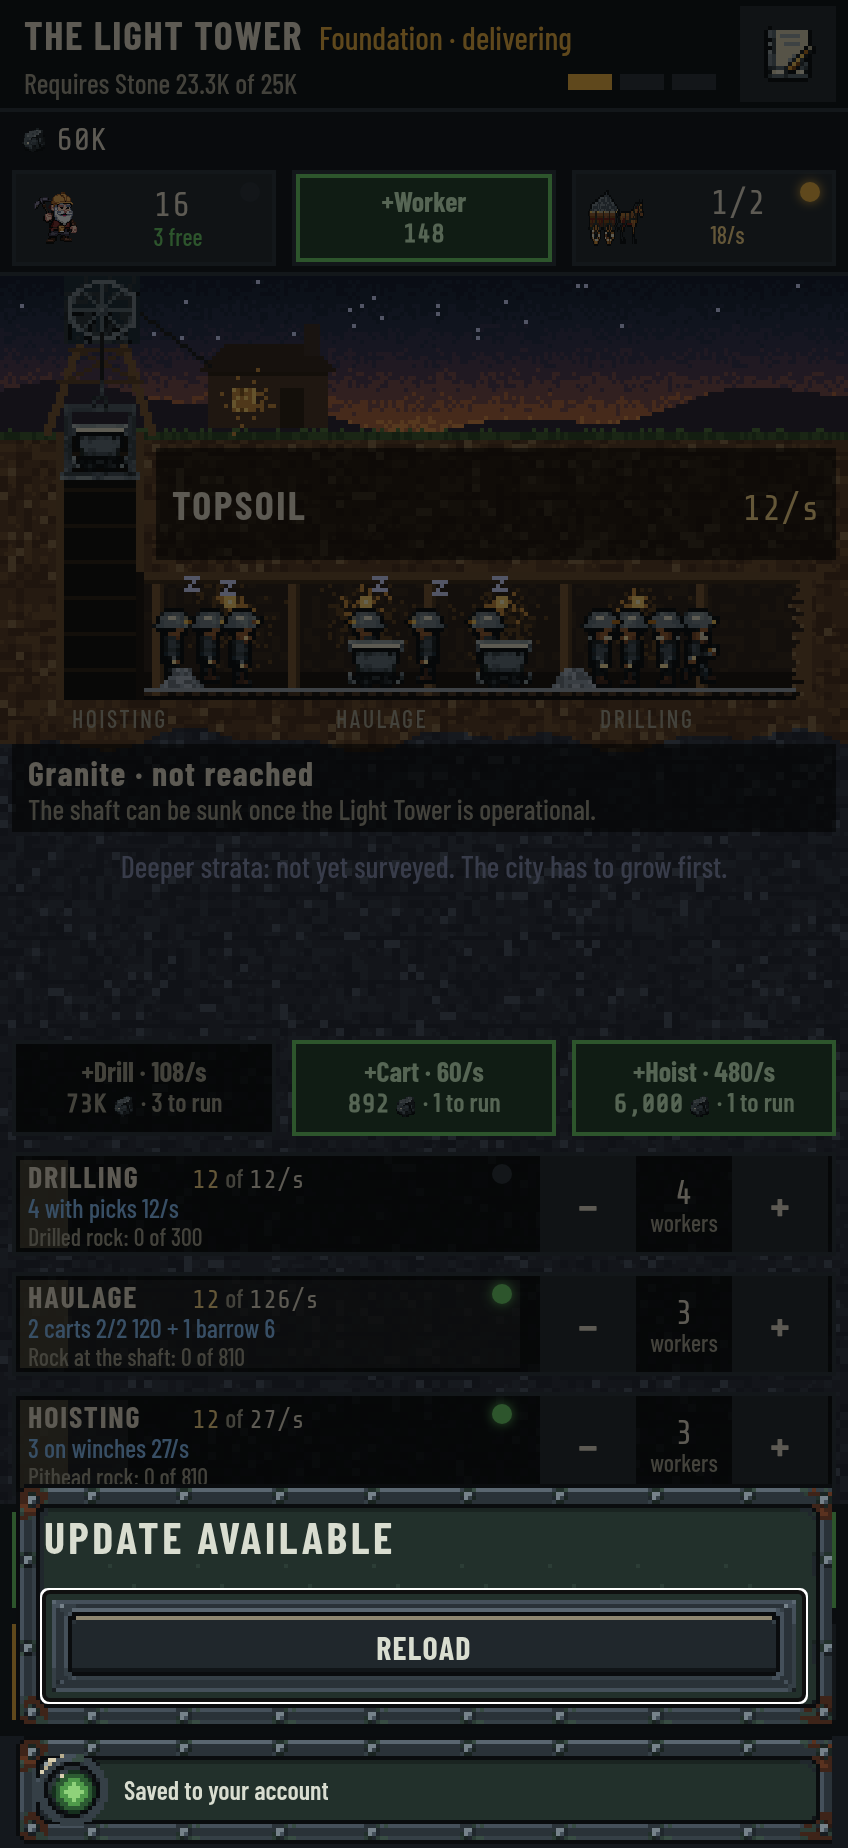 THE LIGHT TOWER Foundation · delivering
Requires Stone 23.3K of 25K
60K
16
3 free
+Worker
148
1/2
18/s
TOPSOIL 12/s
Z Z Z Z Z
HOISTING HAULAGE DRILLING
Granite · not reached
The shaft can be sunk once the Light Tower is operational.
Deeper strata: not yet surveyed. The city has to grow first.
+Drill · 108/s
73K · 3 to run
+Cart · 60/s
892 · 1 to run
+Hoist · 480/s
6,000 · 1 to run
DRILLING 12 of 12/s
4 with picks 12/s
Drilled rock: 0 of 300
− 4 workers +
HAULAGE 12 of 126/s
2 carts 2/2 120 + 1 barrow 6
Rock at the shaft: 0 of 810
− 3 workers +
HOISTING 12 of 27/s
3 on winches 27/s
Pithead rock: 0 of 810
− 3 workers +
UPDATE AVAILABLE
RELOAD
Saved to your account